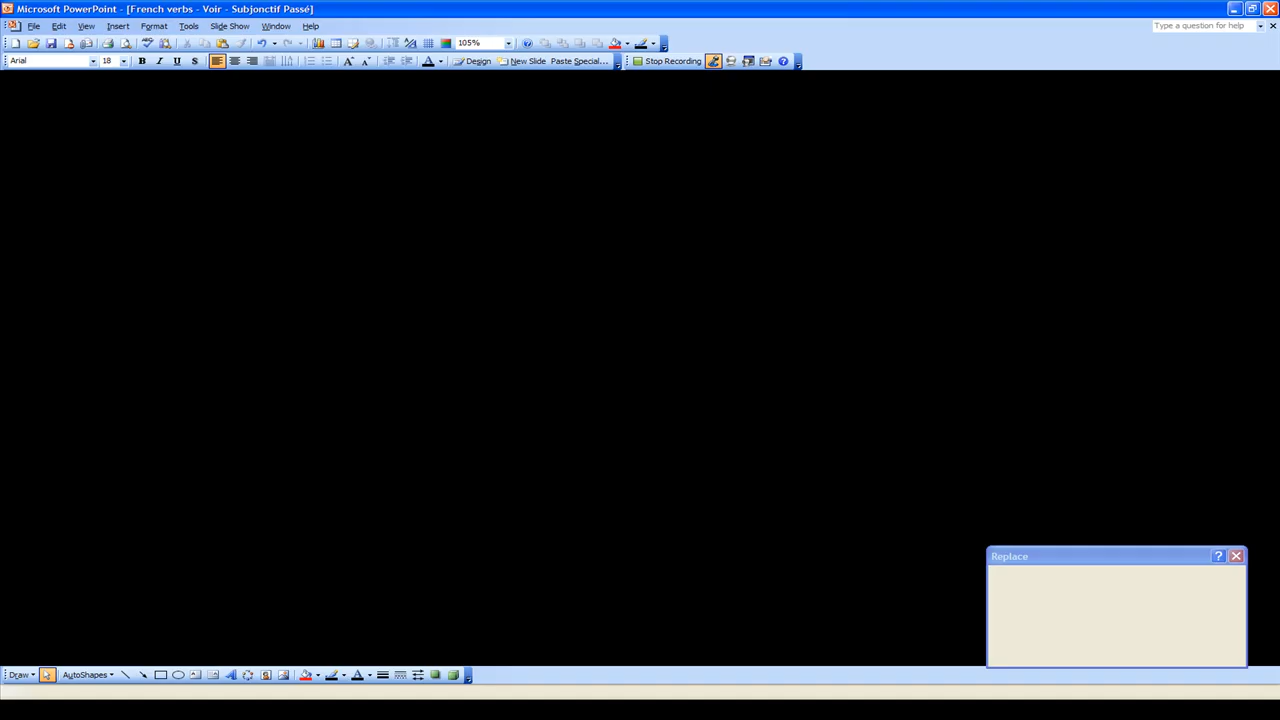 Microsoft PowerPoint - [French verbs - Voir - Subjonctif Passé]
File Edit View Insert Format Tools Slide Show Window Help
Type a question for help
105%
Arial 18 B I U S A A A Design New Slide Paste Special... Stop Recording
Replace
Draw AutoShapes A